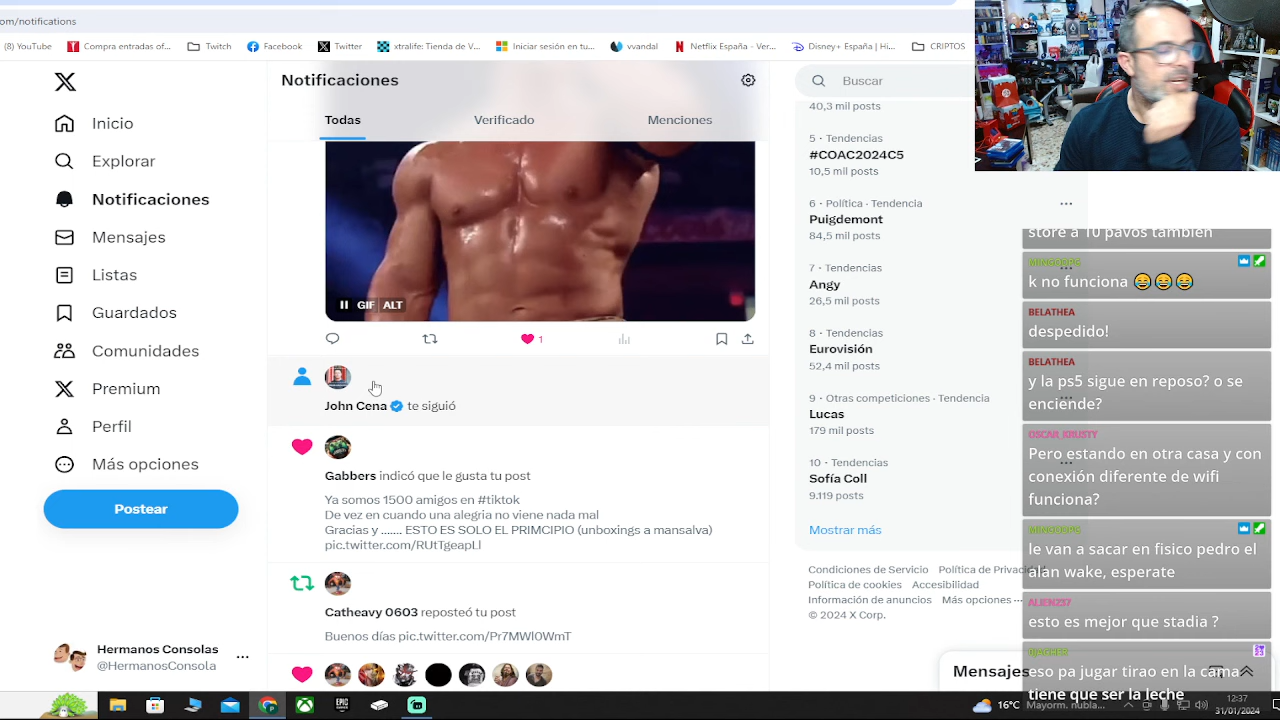 om/notifications
(8) YouTube
Compra entradas of...
Twitch
Facebook
Twitter
xtralife: Tienda de V...
Iniciar sesión en tu...
vvandal
Netflix España - Ver...
Disney+ España | Hi...
CRIPTOS
Notificaciones
Todas
Verificado
Menciones
Inicio
Explorar
Notificaciones
Mensajes
Listas
Guardados
Comunidades
Premium
Perfil
Más opciones
Postear
Hermanos Consolas
@HermanosConsola
GIF
ALT
1
John Cena te siguió
Gabbers indicó que le gusta tu post
Ya somos 1500 amigos en #tiktok
De vez en cuando una alegria no viene nada mal
Gracias y ....... ESTO ES SOLO EL PRIMCIPIO (unboxings a mansalva)
pic.twitter.com/RUtTgeapLl
Catheavy 0603 reposteó tu post
Buenos días pic.twitter.com/Pr7MWl0WmT
Buscar
40,3 mil posts
5 · Tendencias
#COAC2024C5
10,5 mil posts
6 · Política · Tendencia
Puigdemont
84,5 mil posts
7 · Tendencias
Angy
26,5 mil posts
8 · Tendencias
Eurovisión
52,4 mil posts
9 · Otras competiciones · Tendencia
Lucas
179 mil posts
10 · Tendencias
Sofía Coll
9.119 posts
Mostrar más
Condiciones de Servicio
Política de Privacid
Política de cookies
Accesibilidad
Información de anuncios
Más opciones ···
© 2024 X Corp.
Mensajes
store a 10 pavos también
k no funciona 😂😂😂
BELATHEA
despedido!
BELATHEA
y la ps5 sigue en reposo? o se
enciende?
OSCAR_KRUSTY
Pero estando en otra casa y con
conexión diferente de wifi
funciona?
le van a sacar en fisico pedro el
alan wake, esperate
ALIEN237
esto es mejor que stadia ?
eso pa jugar tirao en la cama
tiene que ser la leche
EPIC
16°C
Mayorm. nubla...
12:37
31/01/2024